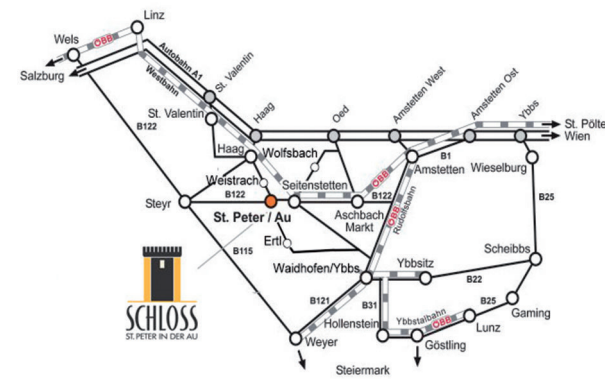 Linz
Wels
ÖBB
Salzburg
Autobahn A1
Westbahn
St. Valentin
St. Valentin
Haag
Oed
Amstetten West
Amstetten Ost
Ybbs
St. Pölte
Wien
B122
Haag
Wolfsbach
ÖBB
B1
Amstetten
Wieselburg
Weistrach
Seitenstetten
Steyr
B122
St. Peter / Au
Aschbach
Markt
B122
ÖBB
Rudolfsbahn
B25
Ertl
B115
Waidhofen/Ybbs
Ybbsitz
Scheibbs
B22
B121
B31
Hollenstein
Ybbstalbahn
ÖBB
B25
Gaming
Lunz
Weyer
Göstling
Steiermark
SCHLOSS
ST. PETER IN DER AU